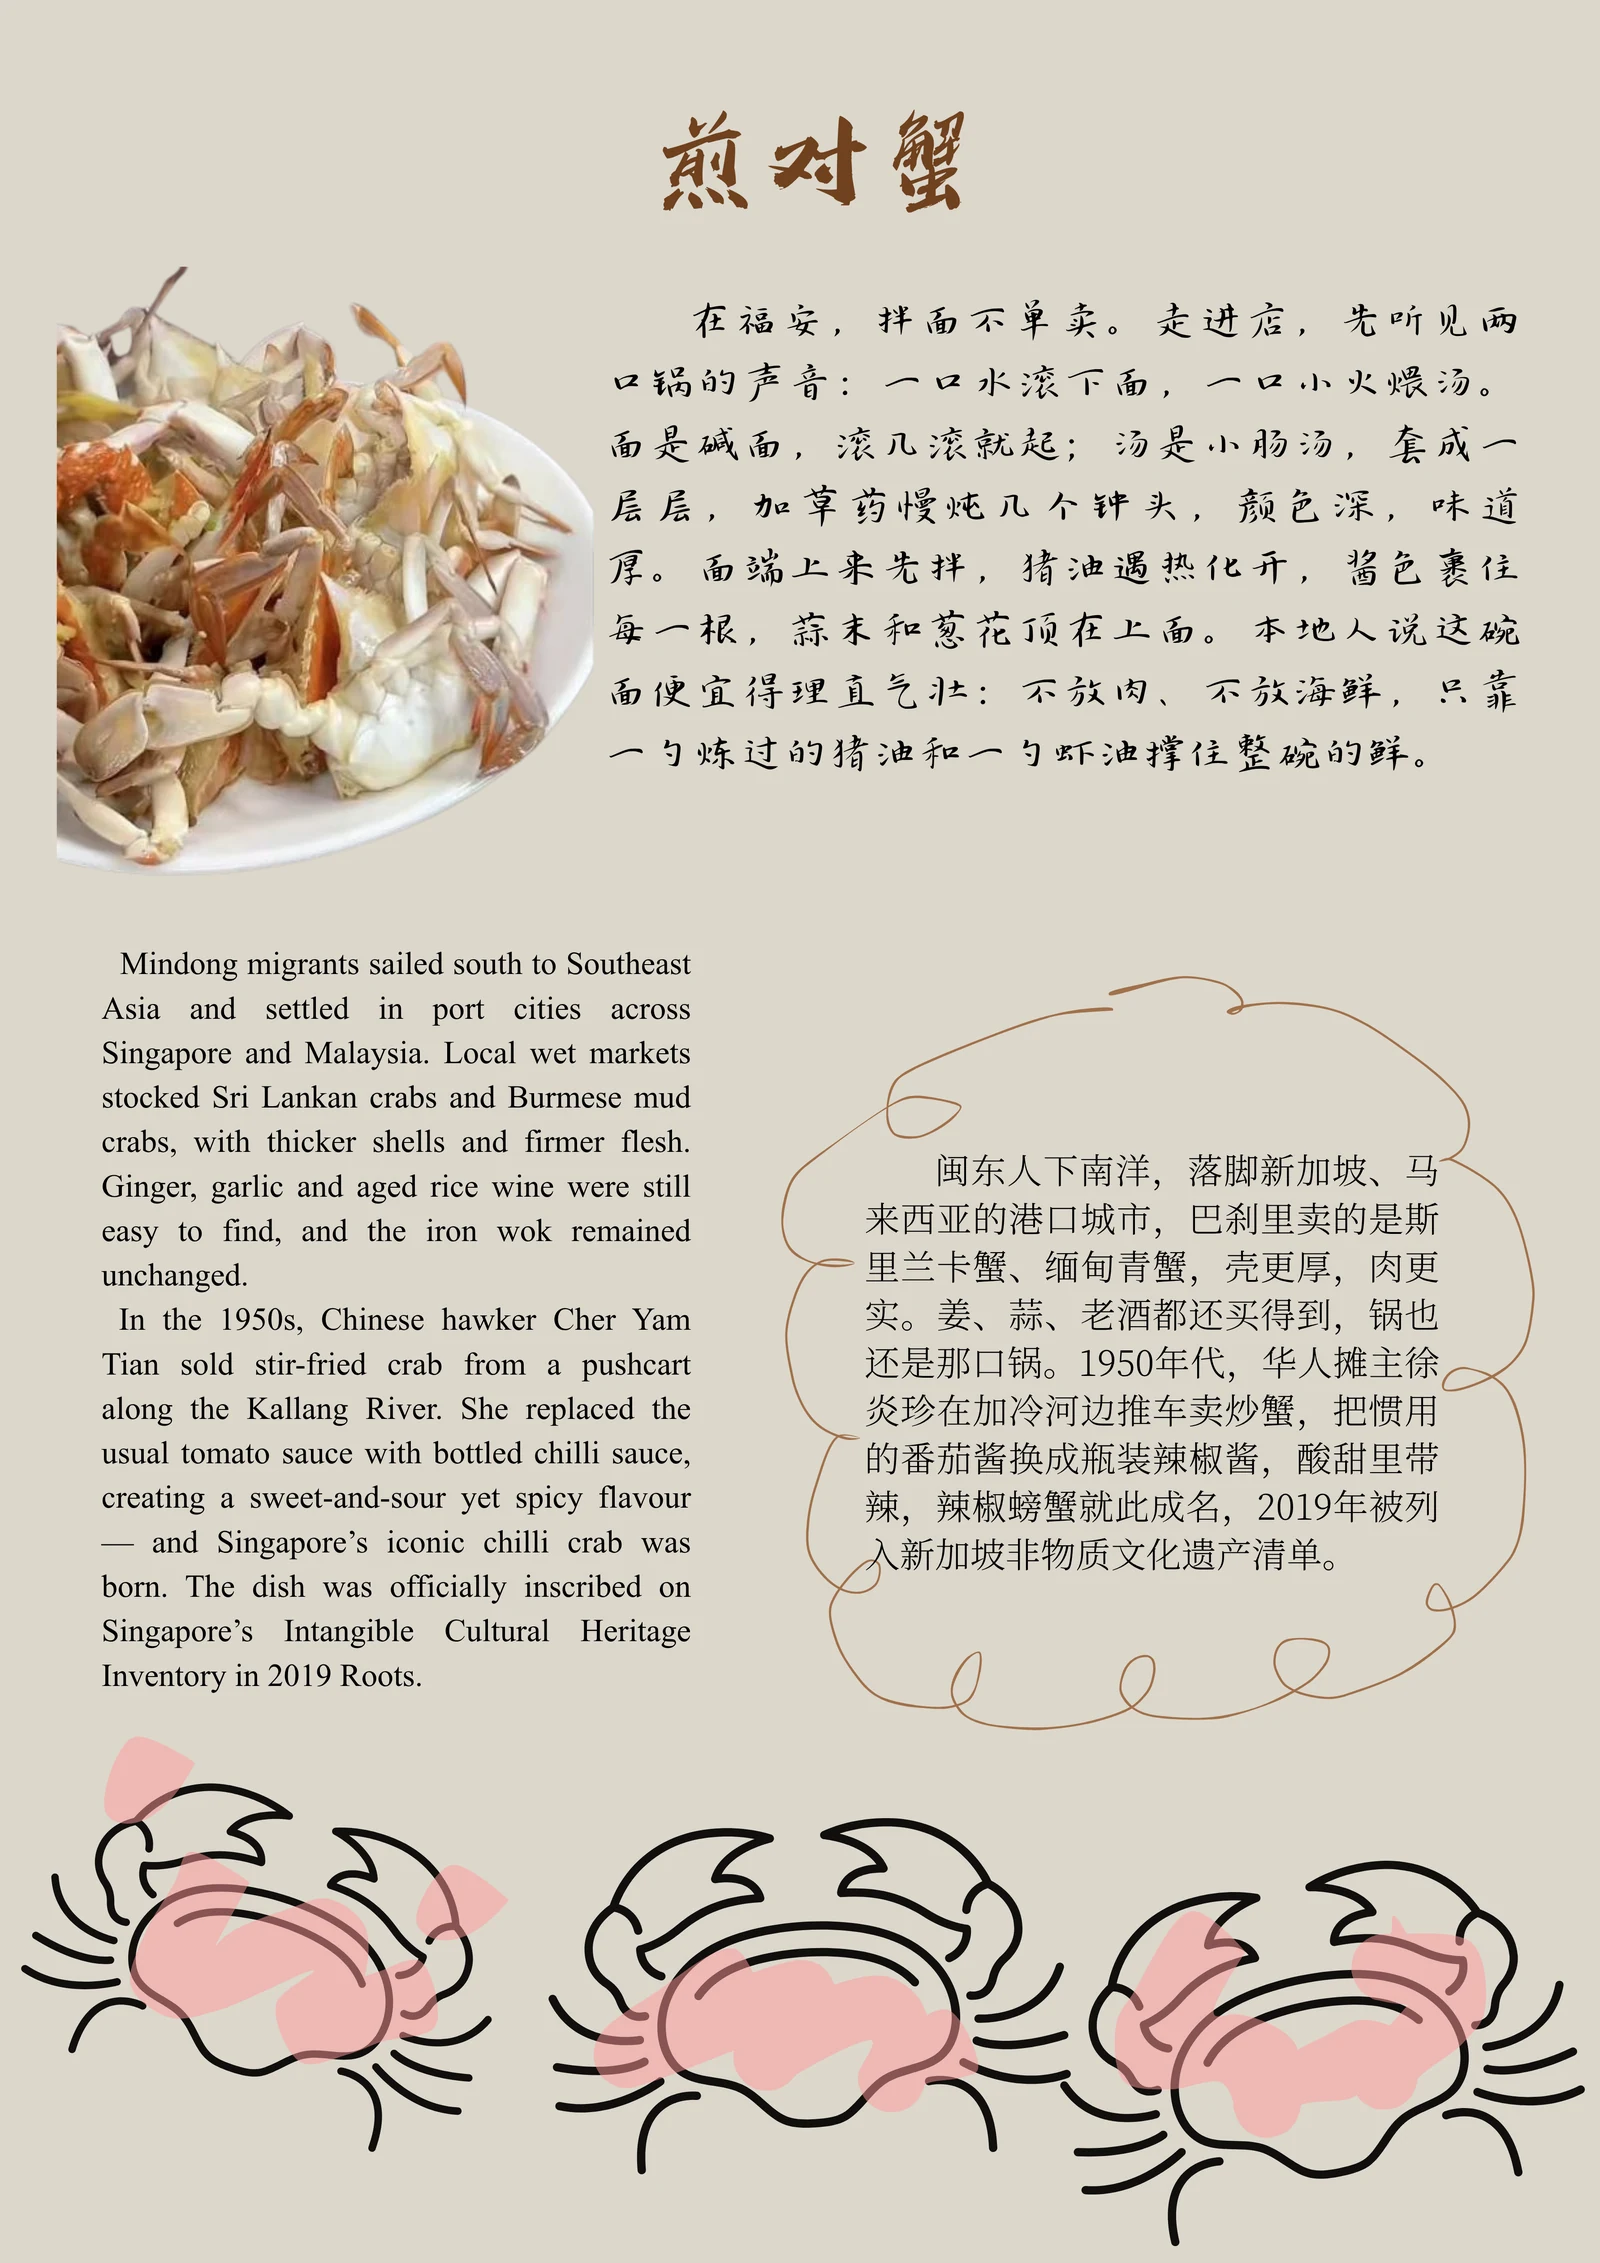 煎对蟹
在福安，拌面不单卖。走进店，先听见两
口锅的声音：一口水滚下面，一口小火煨汤。
面是碱面，滚几滚就起；汤是小肠汤，套成一
层层，加草药慢炖几个钟头，颜色深，味道
厚。面端上来先拌，猪油遇热化开，酱色裹住
每一根，蒜末和葱花顶在上面。本地人说这碗
面便宜得理直气壮：不放肉、不放海鲜，只靠
一勺炼过的猪油和一勺虾油撑住整碗的鲜。
Mindong migrants sailed south to Southeast
Asia and settled in port cities across
Singapore and Malaysia. Local wet markets
stocked Sri Lankan crabs and Burmese mud
crabs, with thicker shells and firmer flesh.
Ginger, garlic and aged rice wine were still
easy to find, and the iron wok remained
unchanged.
In the 1950s, Chinese hawker Cher Yam
Tian sold stir-fried crab from a pushcart
along the Kallang River. She replaced the
usual tomato sauce with bottled chilli sauce,
creating a sweet-and-sour yet spicy flavour
— and Singapore’s iconic chilli crab was
born. The dish was officially inscribed on
Singapore’s Intangible Cultural Heritage
Inventory in 2019 Roots.
闽东人下南洋，落脚新加坡、马
来西亚的港口城市，巴刹里卖的是斯
里兰卡蟹、缅甸青蟹，壳更厚，肉更
实。姜、蒜、老酒都还买得到，锅也
还是那口锅。1950年代，华人摊主徐
炎珍在加冷河边推车卖炒蟹，把惯用
的番茄酱换成瓶装辣椒酱，酸甜里带
辣，辣椒螃蟹就此成名，2019年被列
入新加坡非物质文化遗产清单。